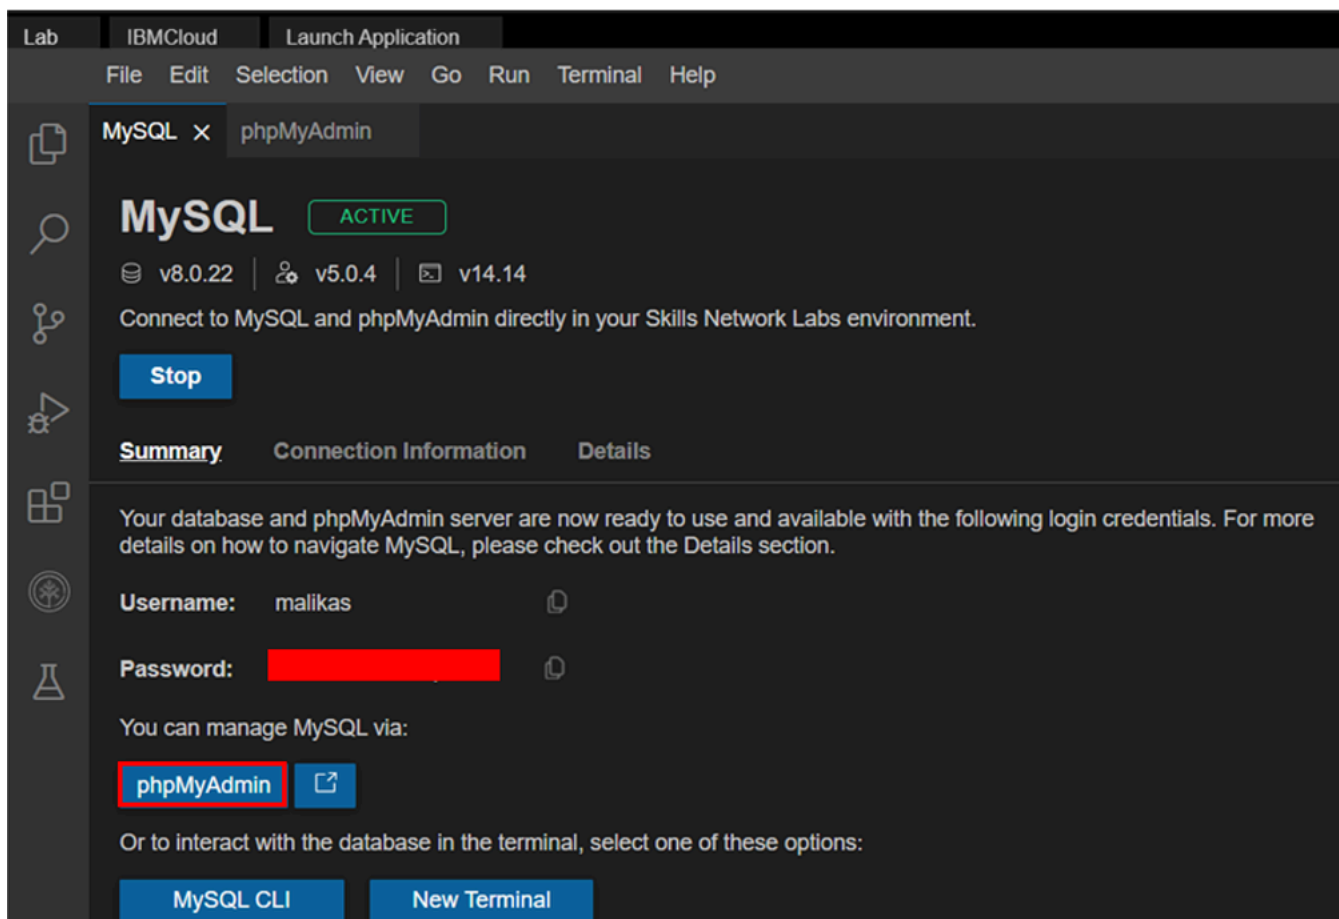 Lab IBMCloud Launch Application
File Edit Selection View Go Run Terminal Help
MySQL phpMyAdmin
MySQL ACTIVE
v8.0.22 v5.0.4 v14.14
Connect to MySQL and phpMyAdmin directly in your Skills Network Labs environment.
Stop
Summary Connection Information Details
Your database and phpMyAdmin server are now ready to use and available with the following login credentials. For more
details on how to navigate MySQL, please check out the Details section.
Username: malikas
Password:
You can manage MySQL via:
phpMyAdmin
Or to interact with the database in the terminal, select one of these options:
MySQL CLI New Terminal